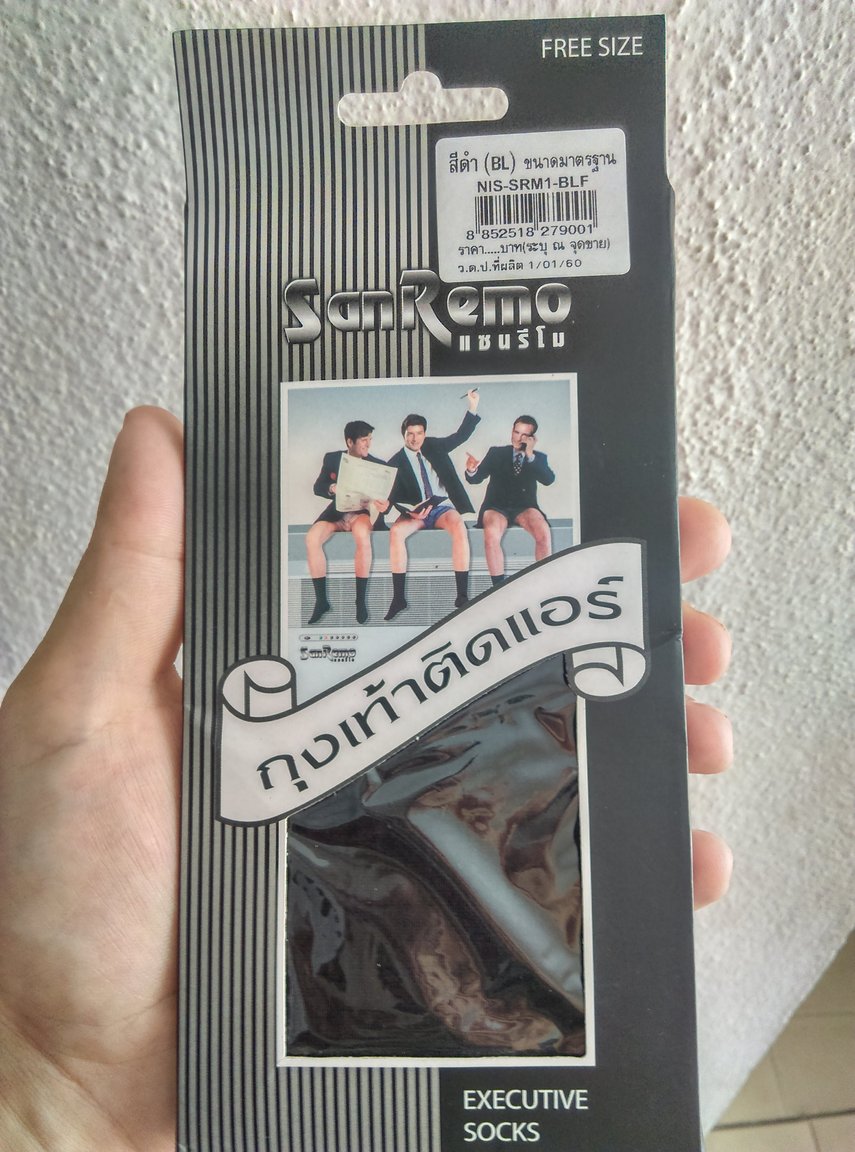 FREE SIZE
สีดำ (BL) ขนาดมาตรฐาน
NIS-SRM1-BLF
8 852518 279001
ราคา.....บาท(ระบุ ณ จุดขาย)
ว.ด.ป.ที่ผลิต 1/01/60
SanRemo
แซนรีโม
SanRemo
ถุงเท้าติดแอร์
EXECUTIVE
SOCKS